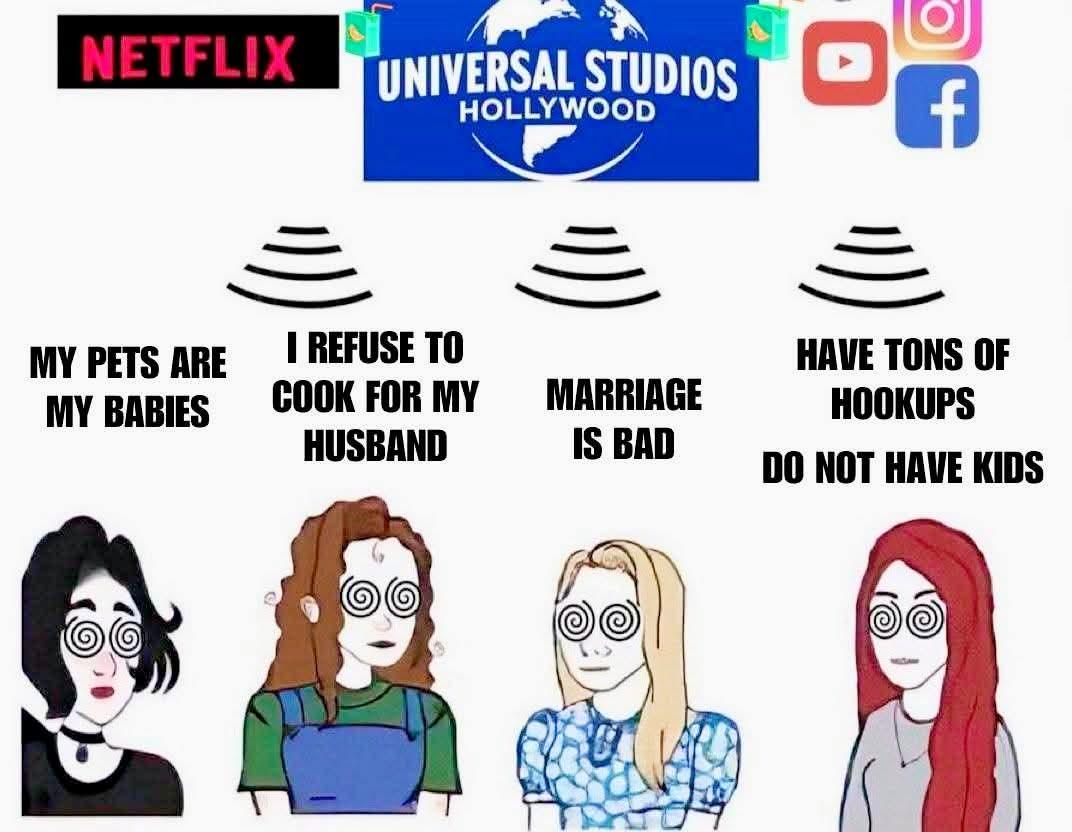 NETFLIX
UNIVERSAL STUDIOS
HOLLYWOOD
f
MY PETS ARE
MY BABIES
I REFUSE TO
COOK FOR MY
HUSBAND
MARRIAGE
IS BAD
HAVE TONS OF
HOOKUPS
DO NOT HAVE KIDS